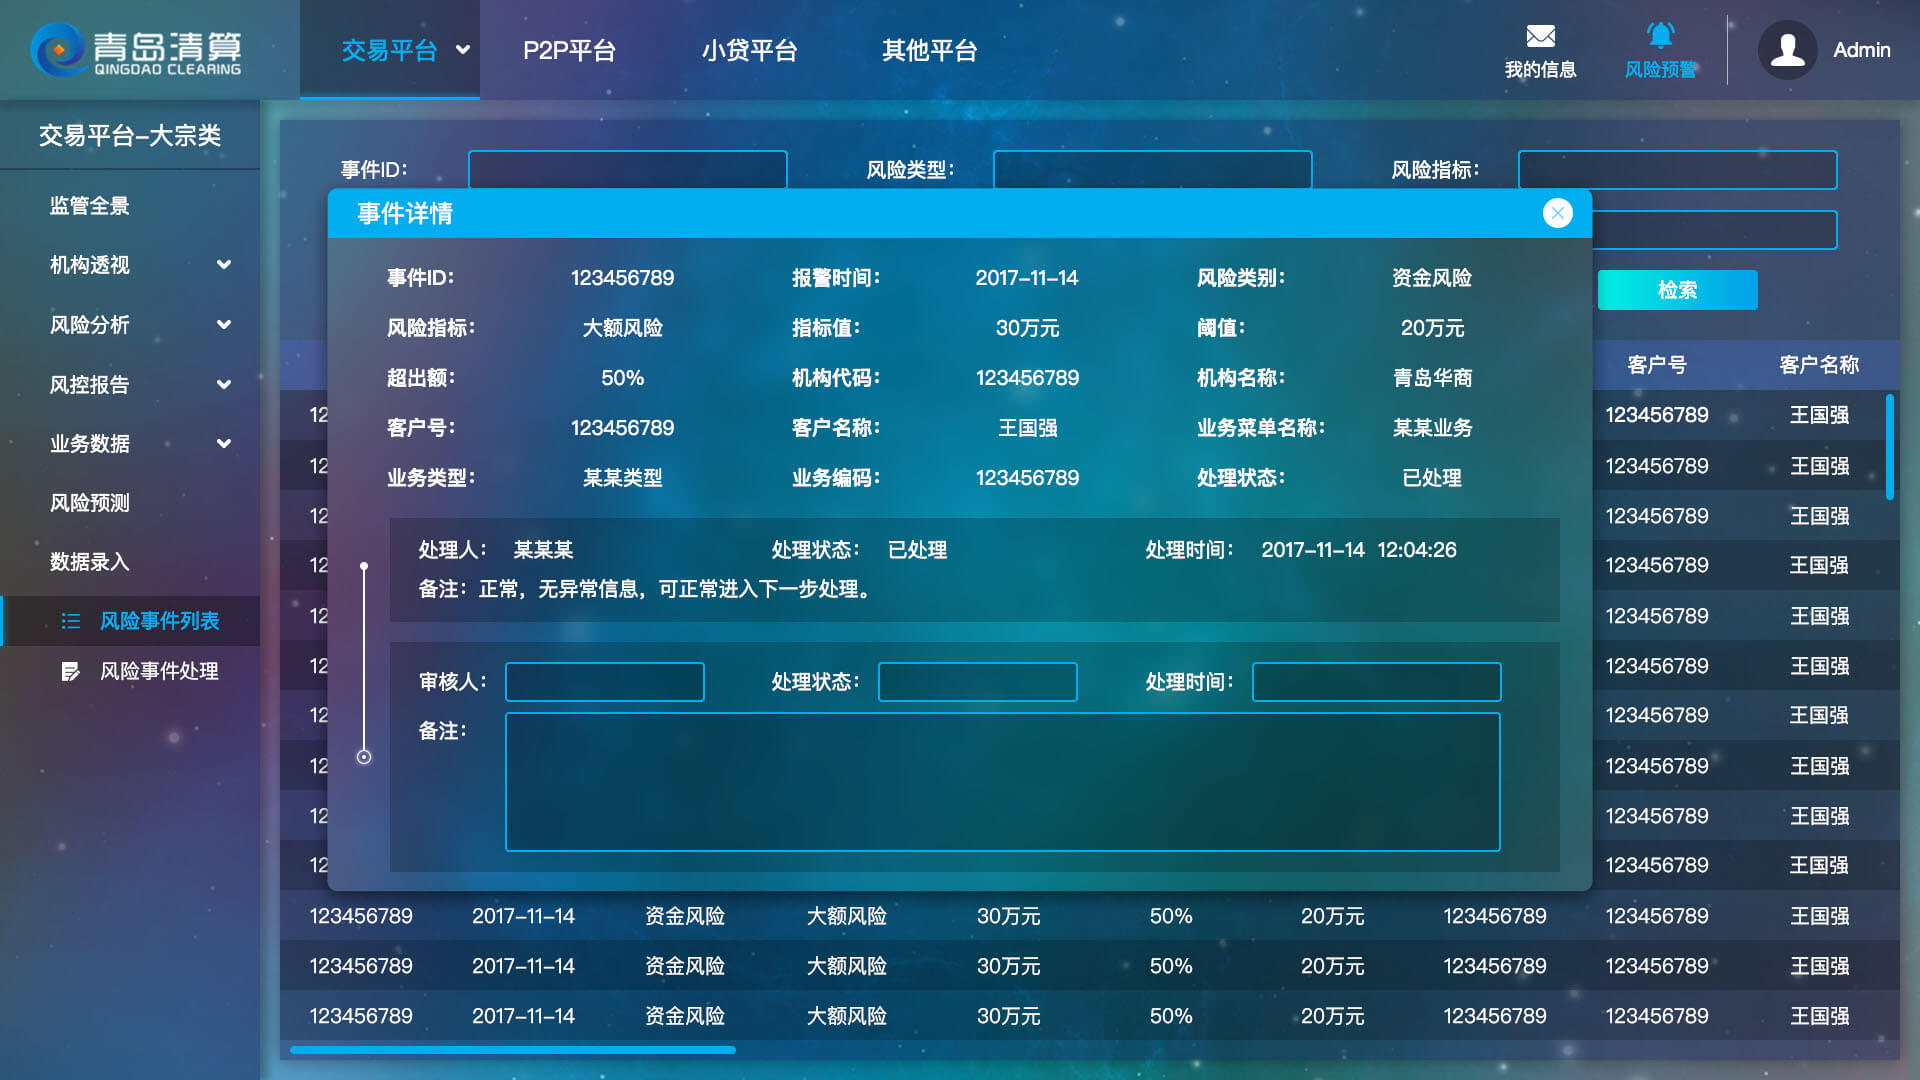 青岛清算
QINGDAO CLEARING
交易平台 P2P平台 小贷平台 其他平台
我的信息 风险预警 Admin
交易平台–大宗类
监管全景
机构透视
风险分析
风控报告
业务数据
风险预测
数据录入
风险事件列表
风险事件处理
事件ID： 风险类型： 风险指标：
检索
客户号 客户名称
事件详情
事件ID： 123456789 报警时间： 2017–11–14 风险类别： 资金风险
风险指标： 大额风险 指标值： 30万元 阈值： 20万元
超出额： 50% 机构代码： 123456789 机构名称： 青岛华商
客户号： 123456789 客户名称： 王国强 业务菜单名称： 某某业务
业务类型： 某某类型 业务编码： 123456789 处理状态： 已处理
处理人： 某某某 处理状态： 已处理 处理时间： 2017–11–14 12:04:26
备注：正常，无异常信息，可正常进入下一步处理。
审核人： 处理状态： 处理时间：
备注：
12 123456789 王国强
12 123456789 王国强
12 123456789 王国强
12 123456789 王国强
12 123456789 王国强
12 123456789 王国强
12 123456789 王国强
12 123456789 王国强
12 123456789 王国强
12 123456789 王国强
123456789 2017–11–14 资金风险 大额风险 30万元 50% 20万元 123456789 123456789 王国强
123456789 2017–11–14 资金风险 大额风险 30万元 50% 20万元 123456789 123456789 王国强
123456789 2017–11–14 资金风险 大额风险 30万元 50% 20万元 123456789 123456789 王国强